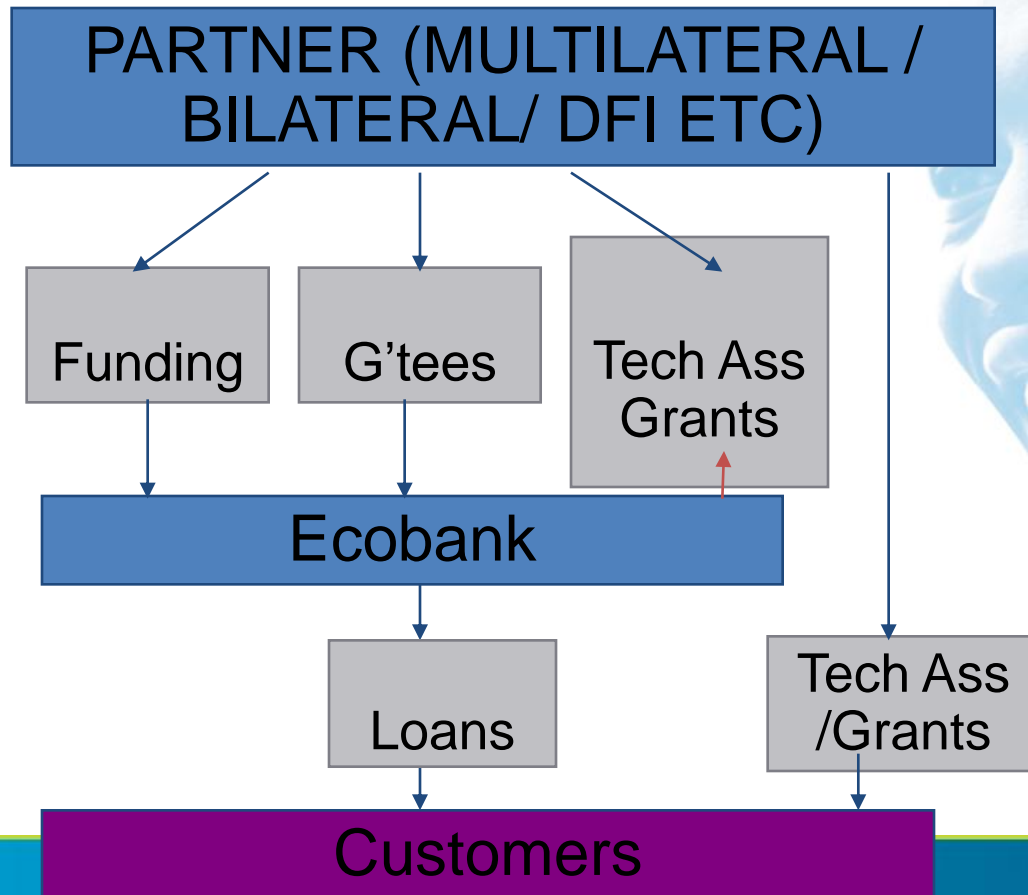 PARTNER (MULTILATERAL /
BILATERAL/ DFI ETC)
Funding
G’tees
Tech Ass
Grants
Ecobank
Loans
Tech Ass
/Grants
Customers